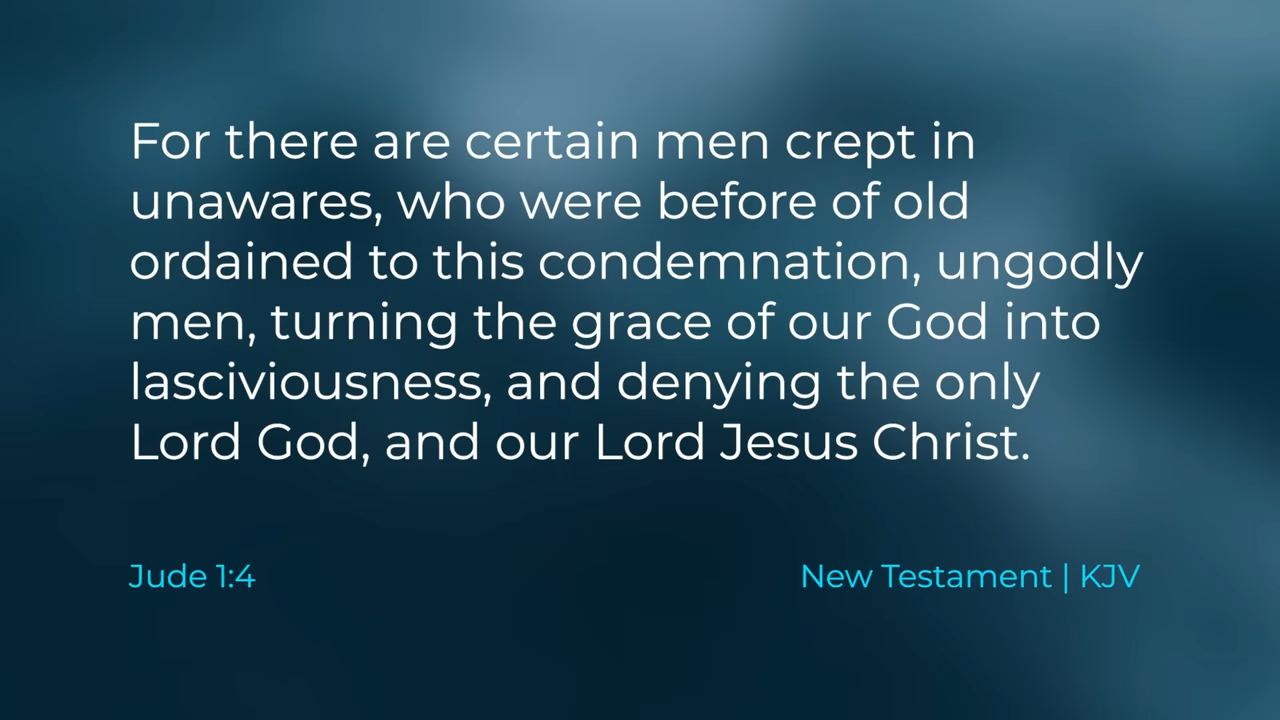 For there are certain men crept in
unawares, who were before of old
ordained to this condemnation, ungodly
men, turning the grace of our God into
lasciviousness, and denying the only
Lord God, and our Lord Jesus Christ.
Jude 1:4
New Testament | KJV